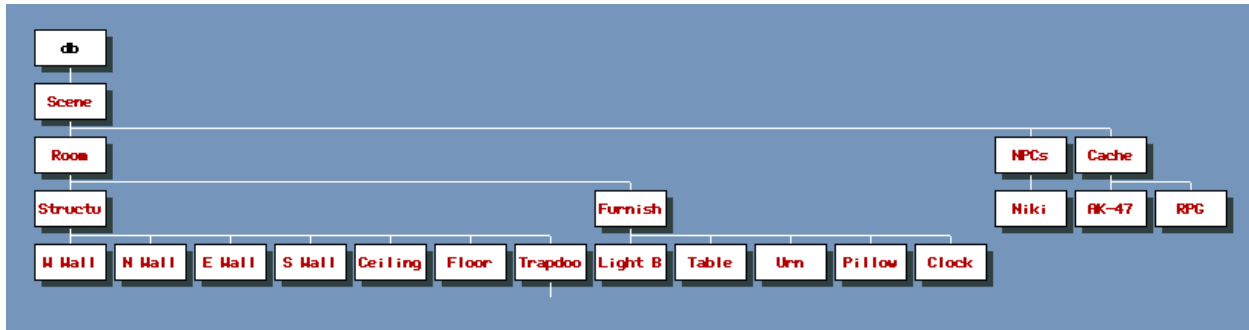 db
Scene
Room NPCs Cache
Structu Furnish Niki AK-47 RPG
W Wall N Wall E Wall S Wall Ceiling Floor Trapdoo Light B Table Urn Pillow Clock